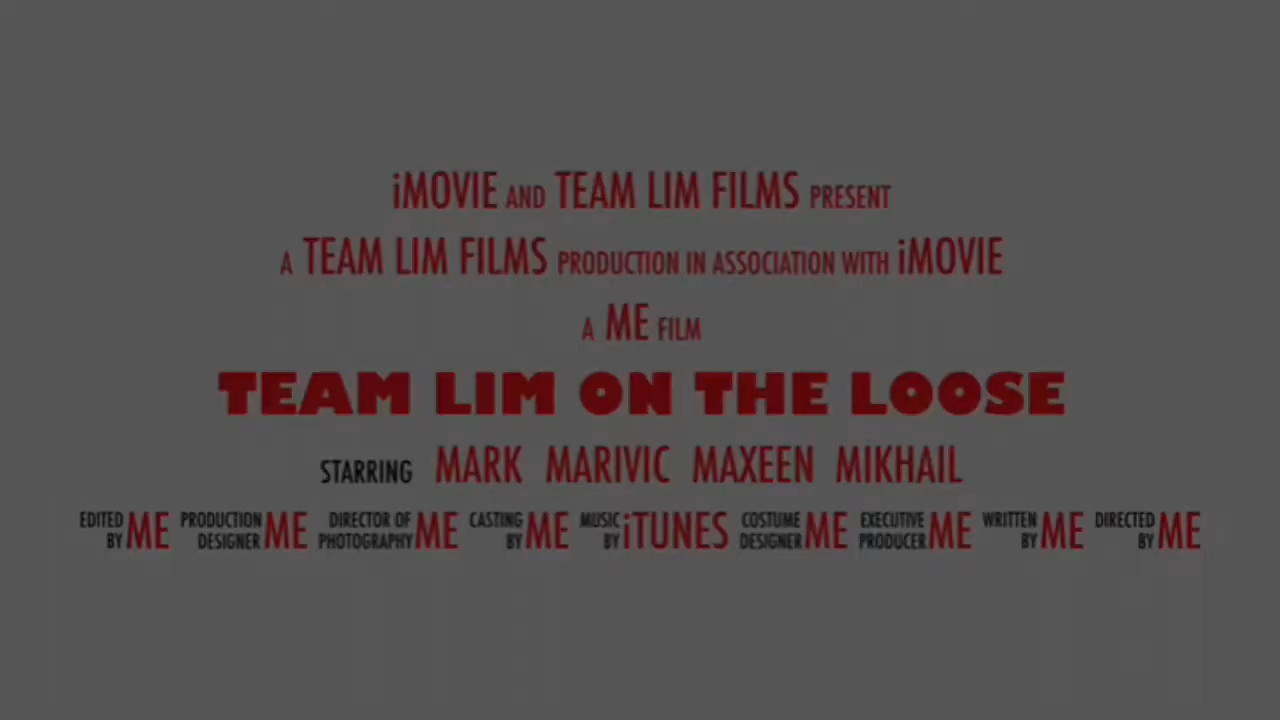 iMOVIE AND TEAM LIM FILMS PRESENT
A TEAM LIM FILMS PRODUCTION IN ASSOCIATION WITH iMOVIE
A ME FILM
TEAM LIM ON THE LOOSE
STARRING MARK MARIVIC MAXEEN MIKHAIL
EDITED BY ME PRODUCTION DESIGNER ME DIRECTOR OF PHOTOGRAPHY ME CASTING BY ME MUSIC BY iTUNES COSTUME DESIGNER ME EXECUTIVE PRODUCER ME WRITTEN BY ME DIRECTED BY ME